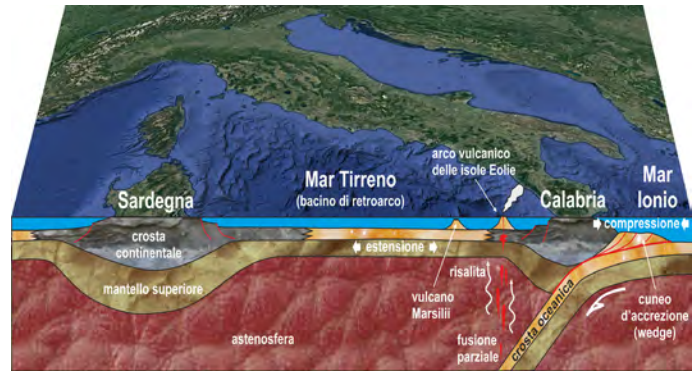 arco vulcanico
delle isole Eolie
Sardegna
Mar Tirreno
(bacino di retroarco)
Calabria
Mar
Ionio
compressione
crosta
continentale
estensione
mantello superiore
risalita
vulcano
Marsilii
crosta oceanica
cuneo
d'accrezione
(wedge)
astenosfera
fusione
parziale